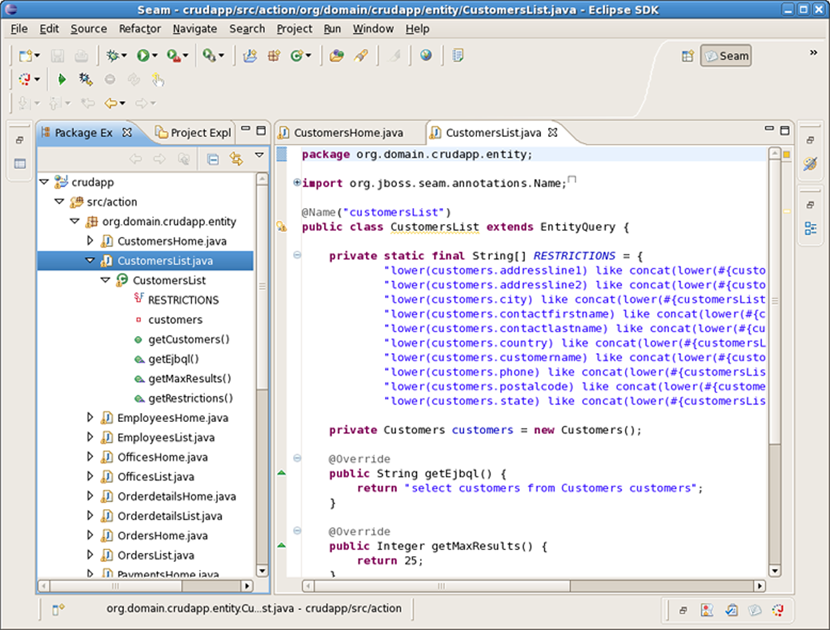 Seam - crudapp/src/action/org/domain/crudapp/entity/CustomersList.java - Eclipse SDK
File Edit Source Refactor Navigate Search Project Run Window Help
Seam
»
Package Ex
Project Expl
crudapp
src/action
org.domain.crudapp.entity
CustomersHome.java
CustomersList.java
CustomersList
RESTRICTIONS
customers
getCustomers()
getEjbql()
getMaxResults()
getRestrictions()
EmployeesHome.java
EmployeesList.java
OfficesHome.java
OfficesList.java
OrderdetailsHome.java
OrderdetailsList.java
OrdersHome.java
OrdersList.java
PaymentsHome.java
CustomersHome.java
CustomersList.java
package org.domain.crudapp.entity;
import org.jboss.seam.annotations.Name;
@Name("customersList")
public class CustomersList extends EntityQuery {
private static final String[] RESTRICTIONS = {
"lower(customers.addressline1) like concat(lower(#{custo
"lower(customers.addressline2) like concat(lower(#{custo
"lower(customers.city) like concat(lower(#{customersList
"lower(customers.contactfirstname) like concat(lower(#{c
"lower(customers.contactlastname) like concat(lower(#{cu
"lower(customers.country) like concat(lower(#{customersL
"lower(customers.customername) like concat(lower(#{custo
"lower(customers.phone) like concat(lower(#{customersLis
"lower(customers.postalcode) like concat(lower(#{custome
"lower(customers.state) like concat(lower(#{customersLis
private Customers customers = new Customers();
@Override
public String getEjbql() {
return "select customers from Customers customers";
}
@Override
public Integer getMaxResults() {
return 25;
}
org.domain.crudapp.entity.Cu...st.java - crudapp/src/action